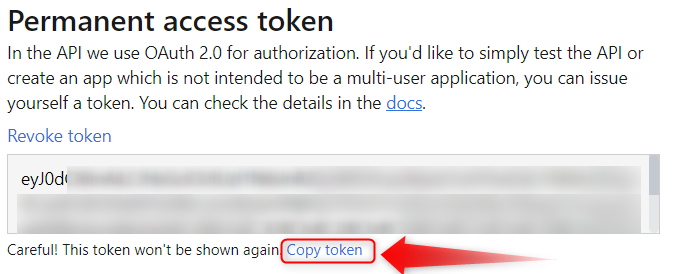 Permanent access token
In the API we use OAuth 2.0 for authorization. If you'd like to simply test the API or
create an app which is not intended to be a multi-user application, you can issue
yourself a token. You can check the details in the docs.
Revoke token
eyJ0d
Careful! This token won't be shown again. Copy token